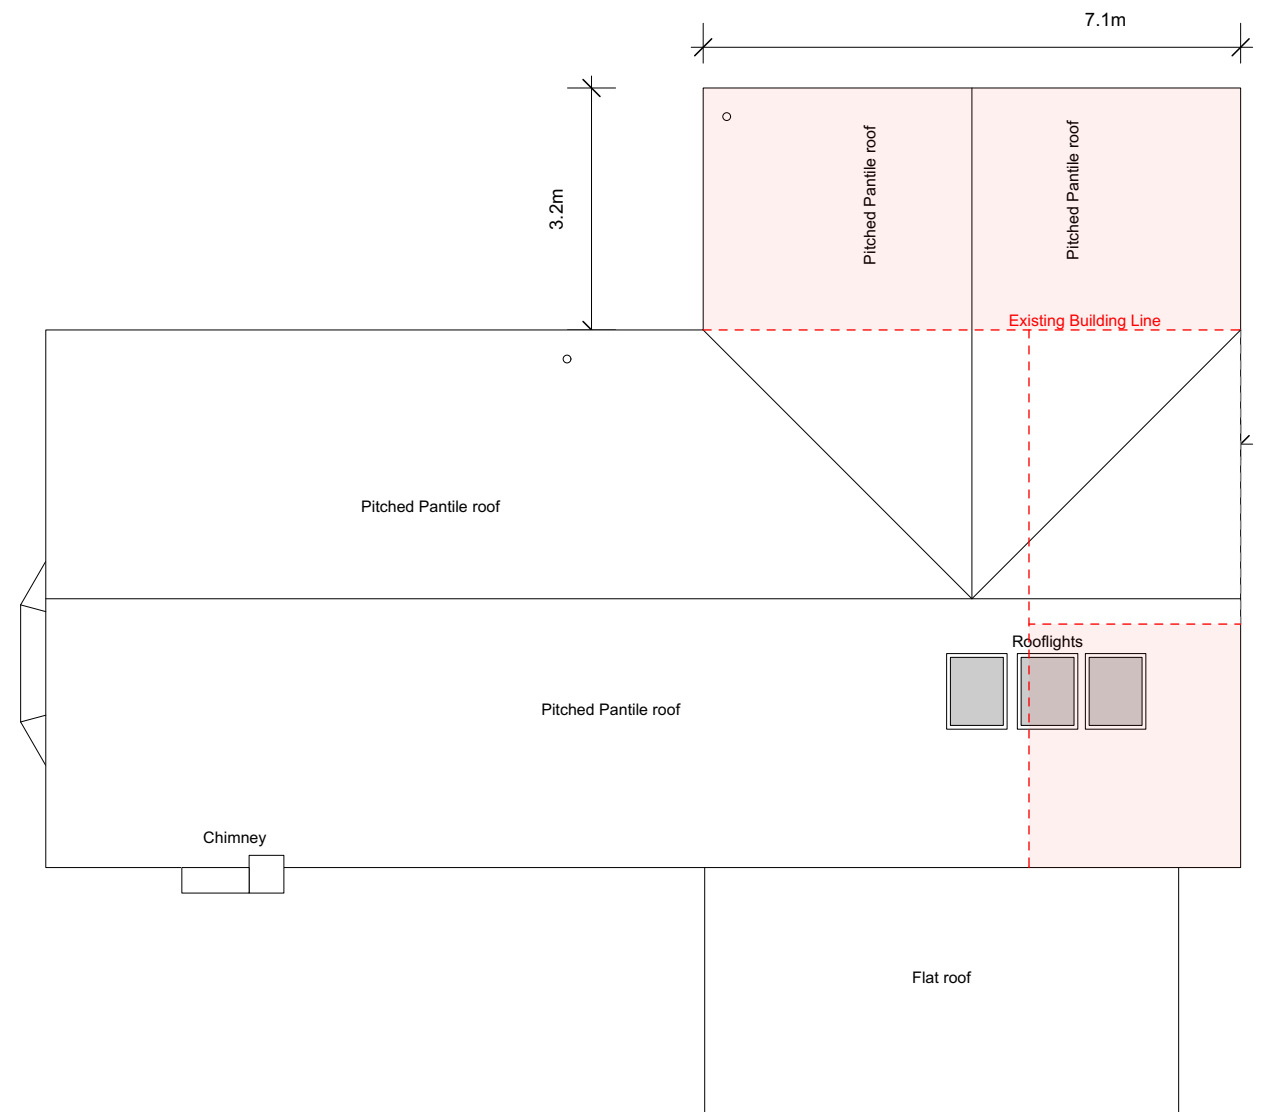 7.1m
3.2m
Pitched Pantile roof
Pitched Pantile roof
Existing Building Line
Pitched Pantile roof
Rooflights
Pitched Pantile roof
Chimney
Flat roof